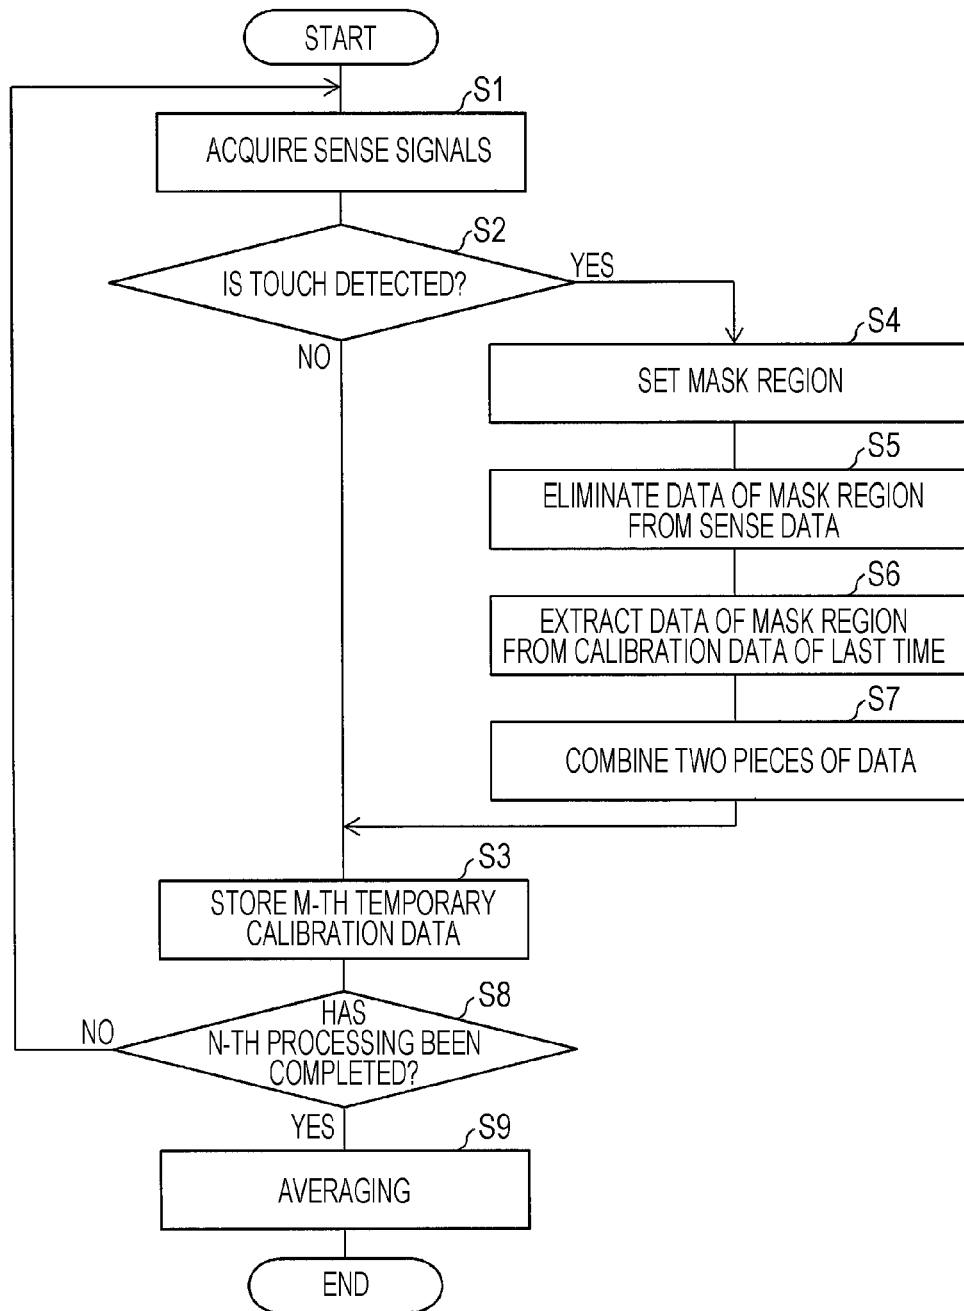 START
S1
ACQUIRE SENSE SIGNALS
S2
IS TOUCH DETECTED?
YES
NO
S4
SET MASK REGION
S5
ELIMINATE DATA OF MASK REGION
FROM SENSE DATA
S6
EXTRACT DATA OF MASK REGION
FROM CALIBRATION DATA OF LAST TIME
S7
COMBINE TWO PIECES OF DATA
S3
STORE M-TH TEMPORARY
CALIBRATION DATA
S8
HAS
N-TH PROCESSING BEEN
COMPLETED?
NO
YES
S9
AVERAGING
END